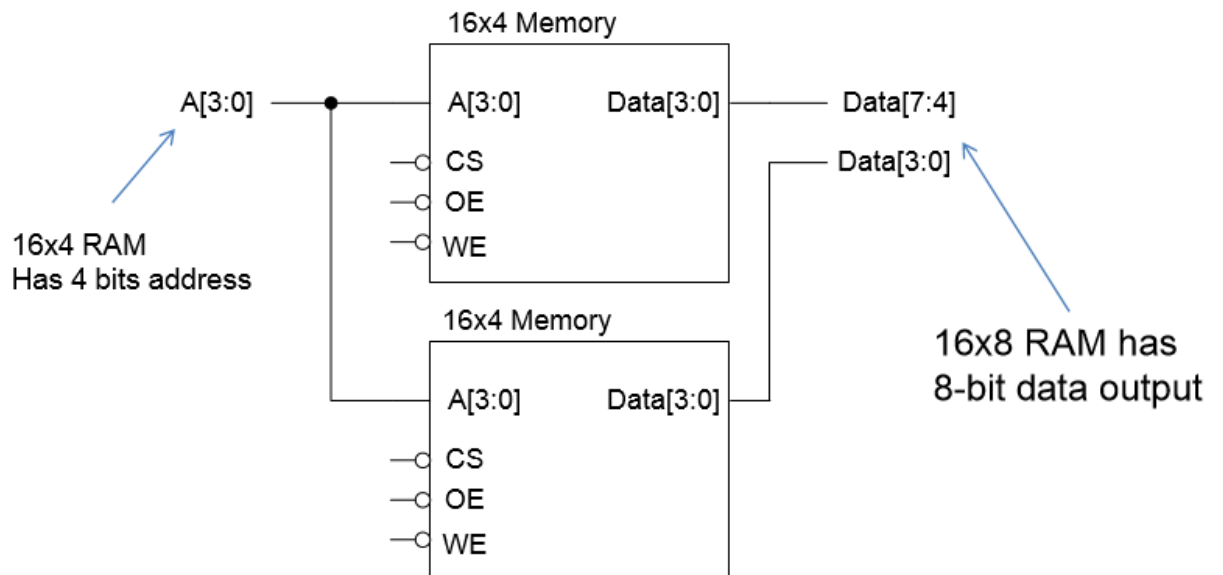 16x4 Memory
A[3:0]
A[3:0]
Data[3:0]
Data[7:4]
CS
Data[3:0]
OE
WE
16x4 RAM
Has 4 bits address
16x4 Memory
16x8 RAM has
8-bit data output
A[3:0]
Data[3:0]
CS
OE
WE